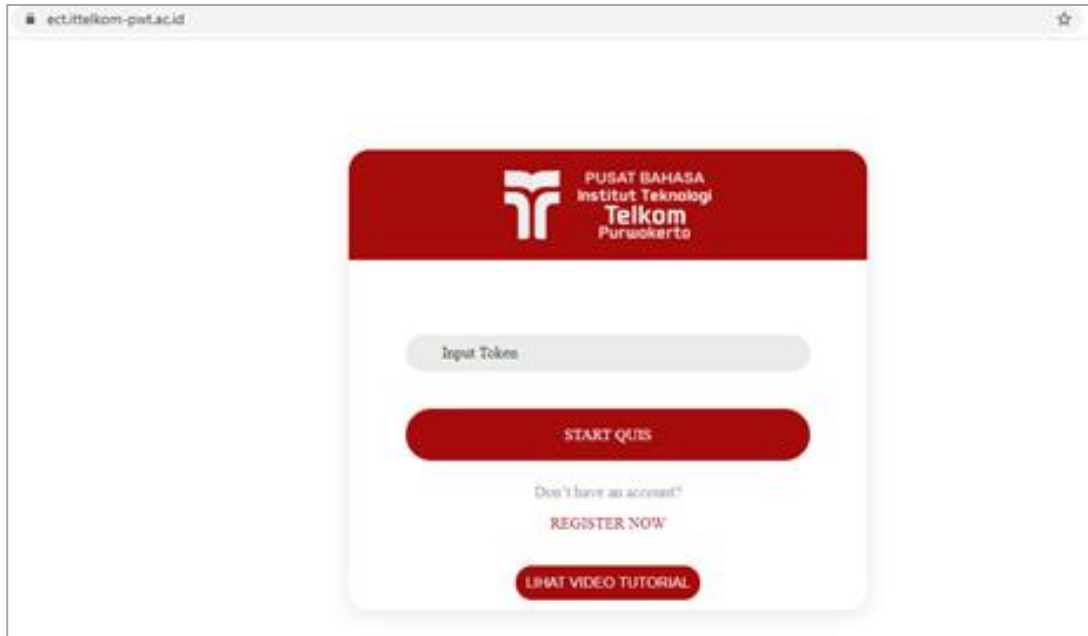 ect.ittelkom-pwt.ac.id
PUSAT BAHASA
Institut Teknologi
Telkom
Purwokerto
Input Token
START QUIS
Don't have an account?
REGISTER NOW
LIHAT VIDEO TUTORIAL